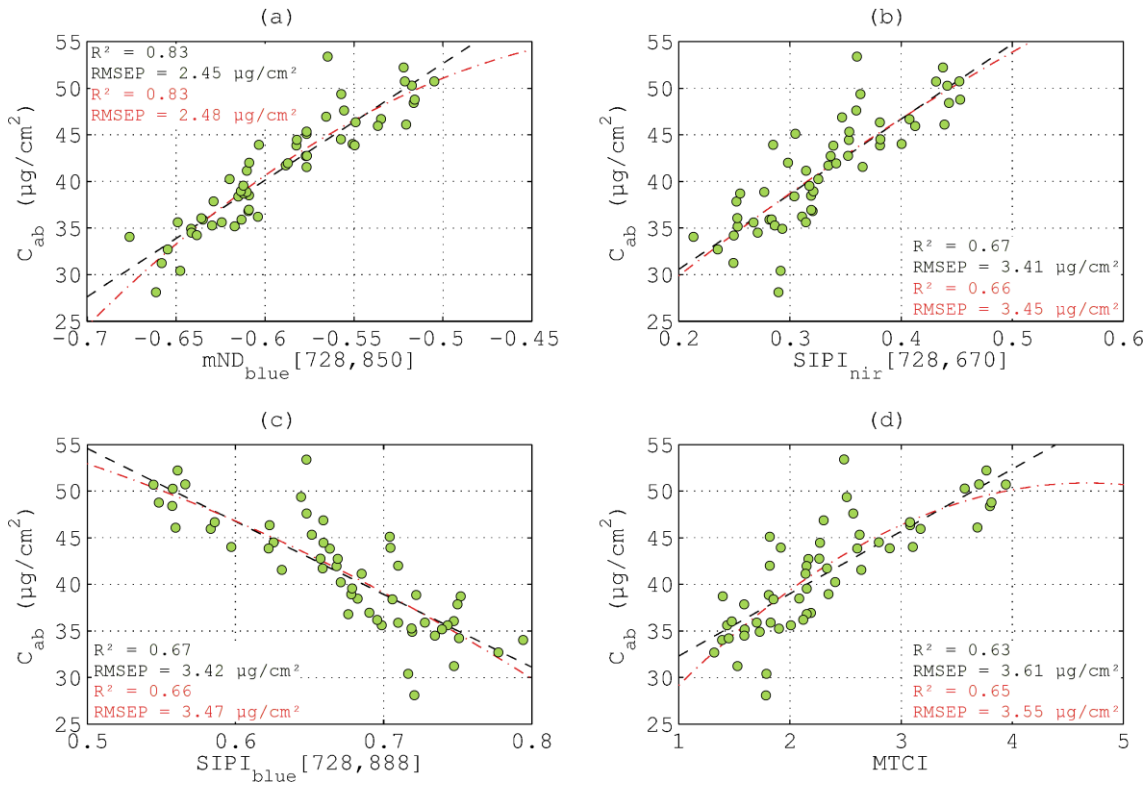 (a)
55
50
45
40
35
30
25
C_ab (µg/cm²)
R² = 0.83
RMSEP = 2.45 µg/cm²
R² = 0.83
RMSEP = 2.48 µg/cm²
-0.7 -0.65 -0.6 -0.55 -0.5 -0.45
mND_blue[728,850]
(b)
55
50
45
40
35
30
25
C_ab (µg/cm²)
R² = 0.67
RMSEP = 3.41 µg/cm²
R² = 0.66
RMSEP = 3.45 µg/cm²
0.2 0.3 0.4 0.5 0.6
SIPI_nir[728,670]
(c)
55
50
45
40
35
30
25
C_ab (µg/cm²)
R² = 0.67
RMSEP = 3.42 µg/cm²
R² = 0.66
RMSEP = 3.47 µg/cm²
0.5 0.6 0.7 0.8
SIPI_blue[728,888]
(d)
55
50
45
40
35
30
25
C_ab (µg/cm²)
R² = 0.63
RMSEP = 3.61 µg/cm²
R² = 0.65
RMSEP = 3.55 µg/cm²
1 2 3 4 5
MTCI